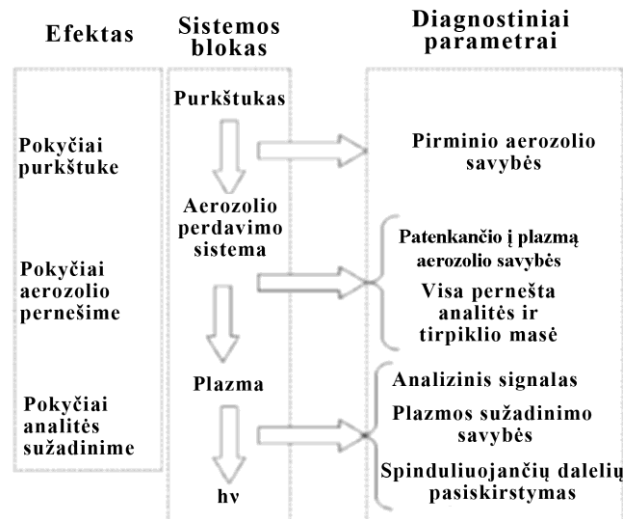 Efektas
Sistemos
blokas
Diagnostiniai
parametrai
Pokyčiai
purkštuke
Pokyčiai
aerozolio
pernešime
Pokyčiai
analitės
sužadinime
Purkštukas
Aerozolio
perdavimo
sistema
Plazma
hν
Pirminio aerozolio
savybės
Patenkančio į plazmą
aerozolio savybės
Visa pernešta
analitės ir
tirpiklio masė
Analizinis signalas
Plazmos sužadinimo
savybės
Spinduliuojančių dalelių
pasiskirstymas